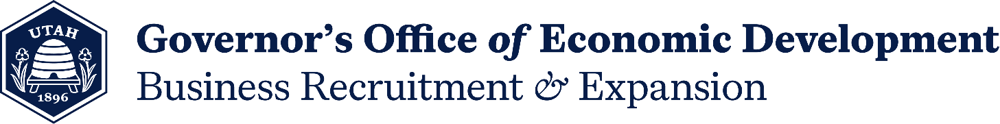 UTAH
1896
Governor's Office of Economic Development
Business Recruitment & Expansion